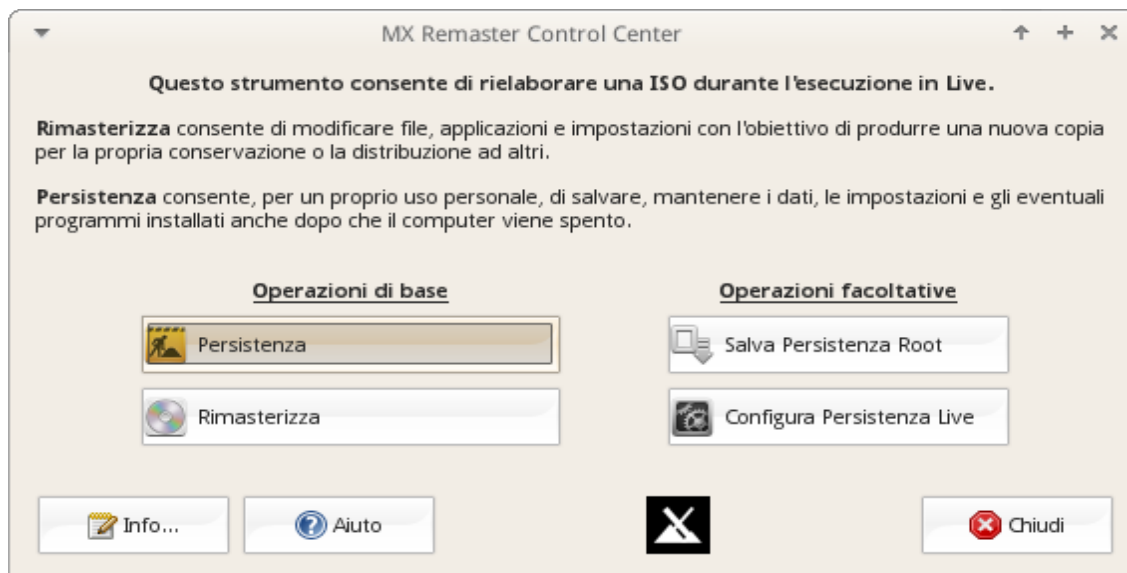 MX Remaster Control Center
Questo strumento consente di rielaborare una ISO durante l'esecuzione in Live.
Rimasterizza consente di modificare file, applicazioni e impostazioni con l'obiettivo di produrre una nuova copia
per la propria conservazione o la distribuzione ad altri.
Persistenza consente, per un proprio uso personale, di salvare, mantenere i dati, le impostazioni e gli eventuali
programmi installati anche dopo che il computer viene spento.
Operazioni di base
Operazioni facoltative
Persistenza
Salva Persistenza Root
Rimasterizza
Configura Persistenza Live
Info...
Aiuto
Chiudi